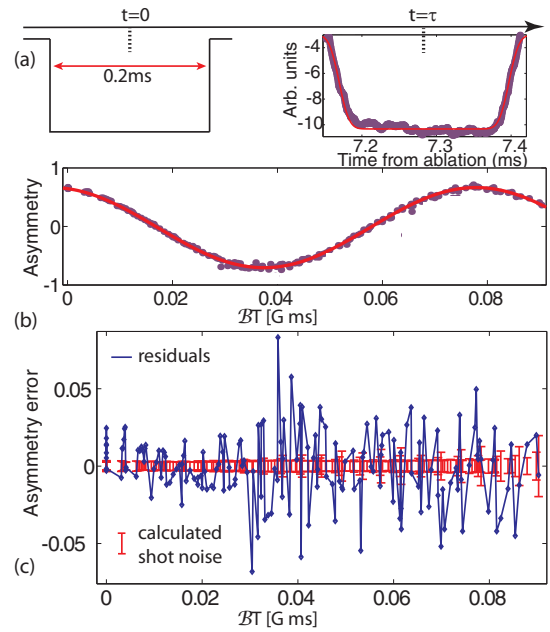 t=0
t=τ
(a)
0.2ms
Arb. units
-4
-6
-8
-10
7.2
7.3
7.4
Time from ablation (ms)
Asymmetry
1
0
-1
0
0.02
0.04
0.06
0.08
(b)
ℬT [G ms]
residuals
Asymmetry error
0.05
0
-0.05
calculated
shot noise
(c)
0
0.02
0.04
0.06
0.08
ℬT [G ms]